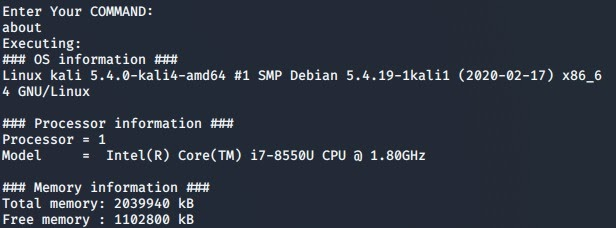 Enter Your COMMAND:
about
Executing:
### OS information ###
Linux kali 5.4.0-kali4-amd64 #1 SMP Debian 5.4.19-1kali1 (2020-02-17) x86_6
4 GNU/Linux
### Processor information ###
Processor = 1
Model     =  Intel(R) Core(TM) i7-8550U CPU @ 1.80GHz
### Memory information ###
Total memory: 2039940 kB
Free memory : 1102800 kB